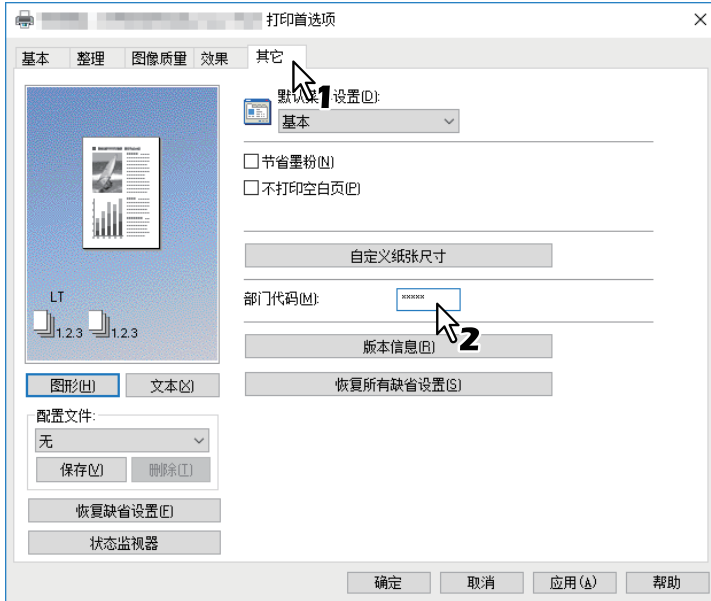 打印首选项
基本 整理 图像质量 效果 其它
1
设置(D):
基本
节省墨粉(N)
不打印空白页(P)
自定义纸张尺寸
LT
1.2.3 1.2.3
部门代码(M): *****
2
版本信息(R)
图形(H) 文本(X)
恢复所有缺省设置(S)
配置文件:
无
保存(V) 删除(T)
恢复缺省设置(F)
状态监视器
确定 取消 应用(A) 帮助